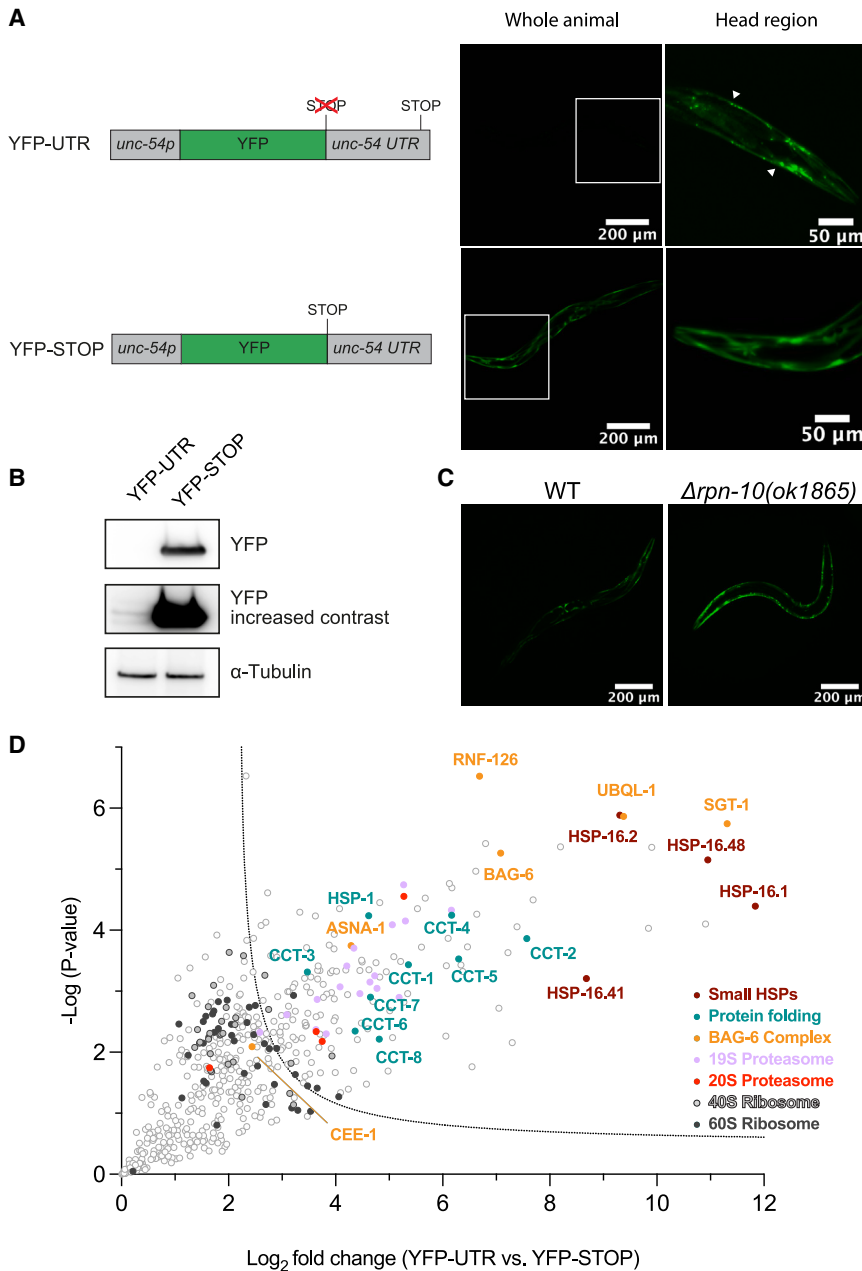 A
Whole animal
Head region
STOP
STOP
YFP-UTR
unc-54p
YFP
unc-54 UTR
200 μm
50 μm
STOP
YFP-STOP
unc-54p
YFP
unc-54 UTR
200 μm
50 μm
B
YFP-UTR
YFP-STOP
YFP
YFP
increased contrast
α-Tubulin
C
WT
Δrpn-10(ok1865)
200 μm
200 μm
D
-Log (P-value)
6
4
2
0
0
2
4
6
8
10
12
Log2 fold change (YFP-UTR vs. YFP-STOP)
RNF-126
UBQL-1
SGT-1
HSP-16.2
HSP-16.48
BAG-6
HSP-1
HSP-16.1
ASNA-1
CCT-4
CCT-3
CCT-2
CCT-1
CCT-5
CCT-7
HSP-16.41
CCT-6
CCT-8
CEE-1
Small HSPs
Protein folding
BAG-6 Complex
19S Proteasome
20S Proteasome
40S Ribosome
60S Ribosome